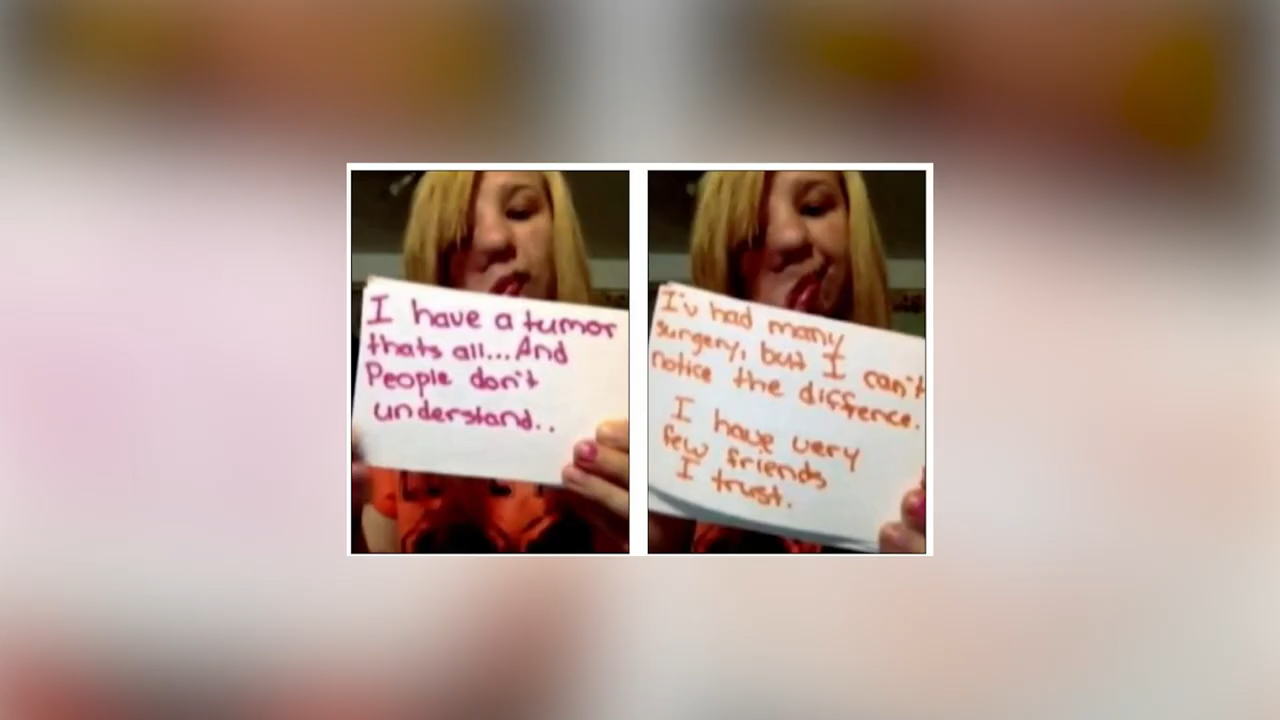 I have a tumor
thats all...And
People don't
understand..
I'v had many
surgery, but I can't
notice the diffence.
I have very
few friends
I trust.